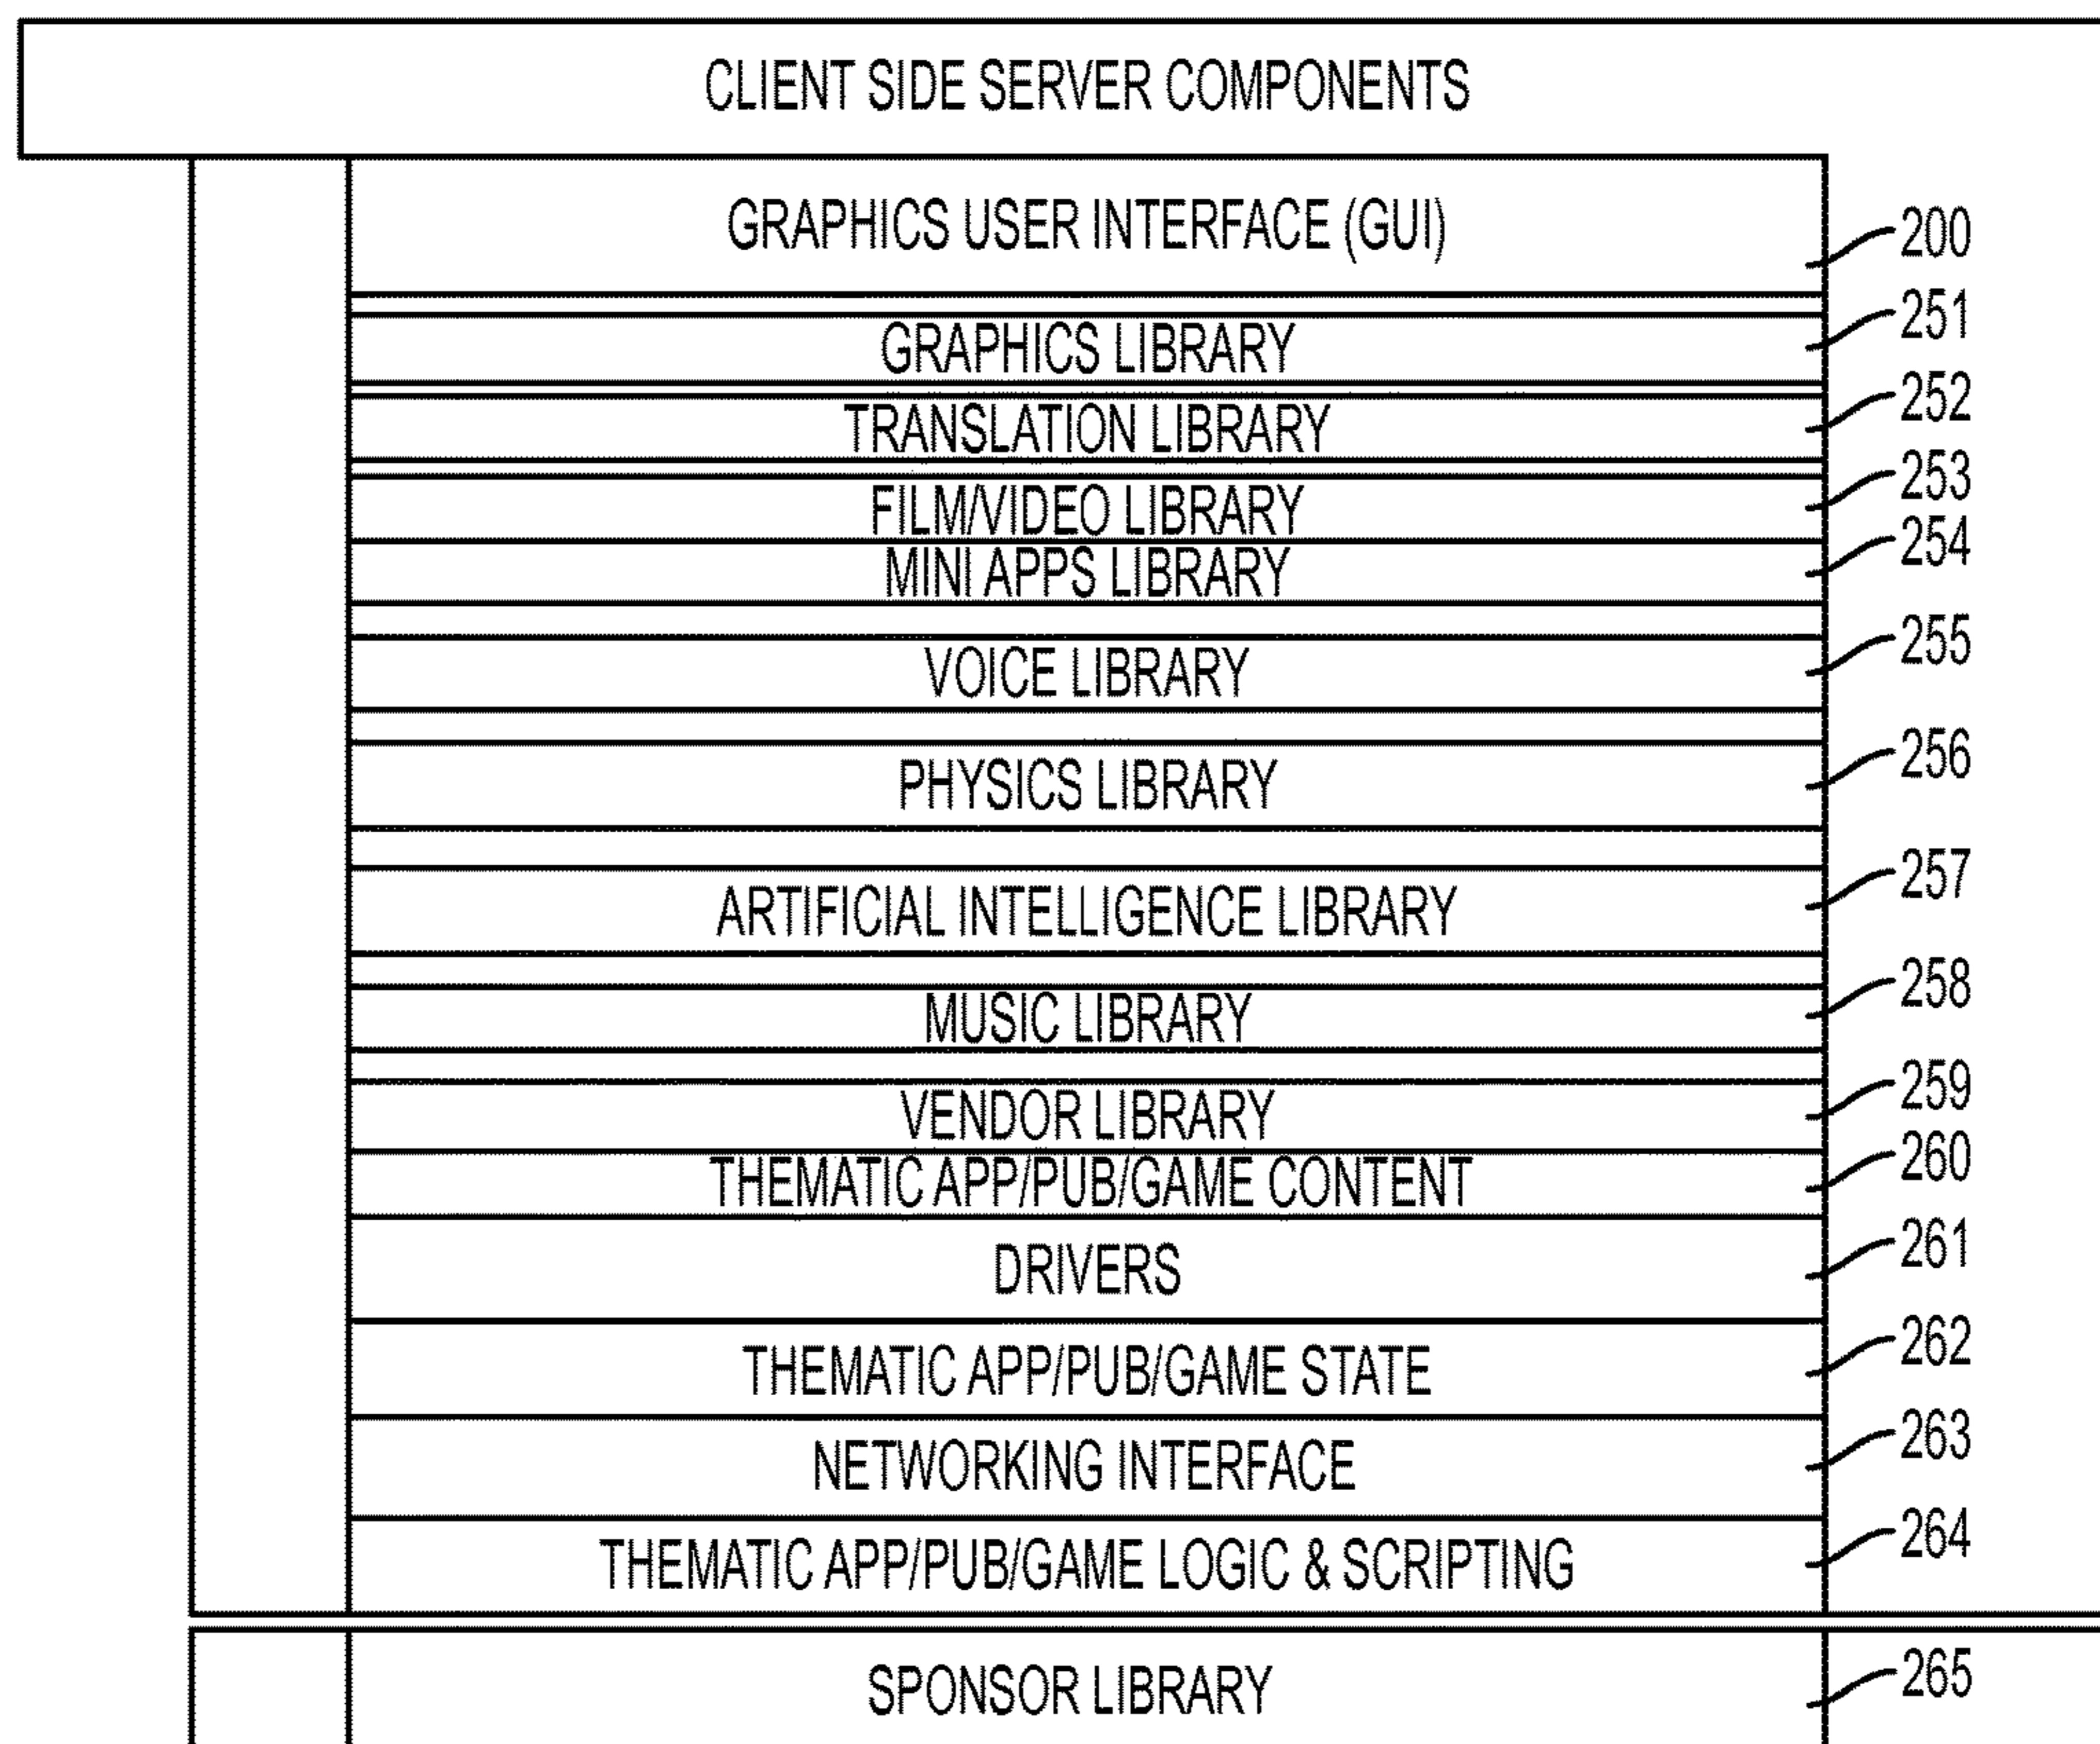 CLIENT SIDE SERVER COMPONENTS
GRAPHICS USER INTERFACE (GUI) 200
GRAPHICS LIBRARY 251
TRANSLATION LIBRARY 252
FILM/VIDEO LIBRARY 253
MINI APPS LIBRARY 254
VOICE LIBRARY 255
PHYSICS LIBRARY 256
ARTIFICIAL INTELLIGENCE LIBRARY 257
MUSIC LIBRARY 258
VENDOR LIBRARY 259
THEMATIC APP/PUB/GAME CONTENT 260
DRIVERS 261
THEMATIC APP/PUB/GAME STATE 262
NETWORKING INTERFACE 263
THEMATIC APP/PUB/GAME LOGIC & SCRIPTING 264
SPONSOR LIBRARY 265